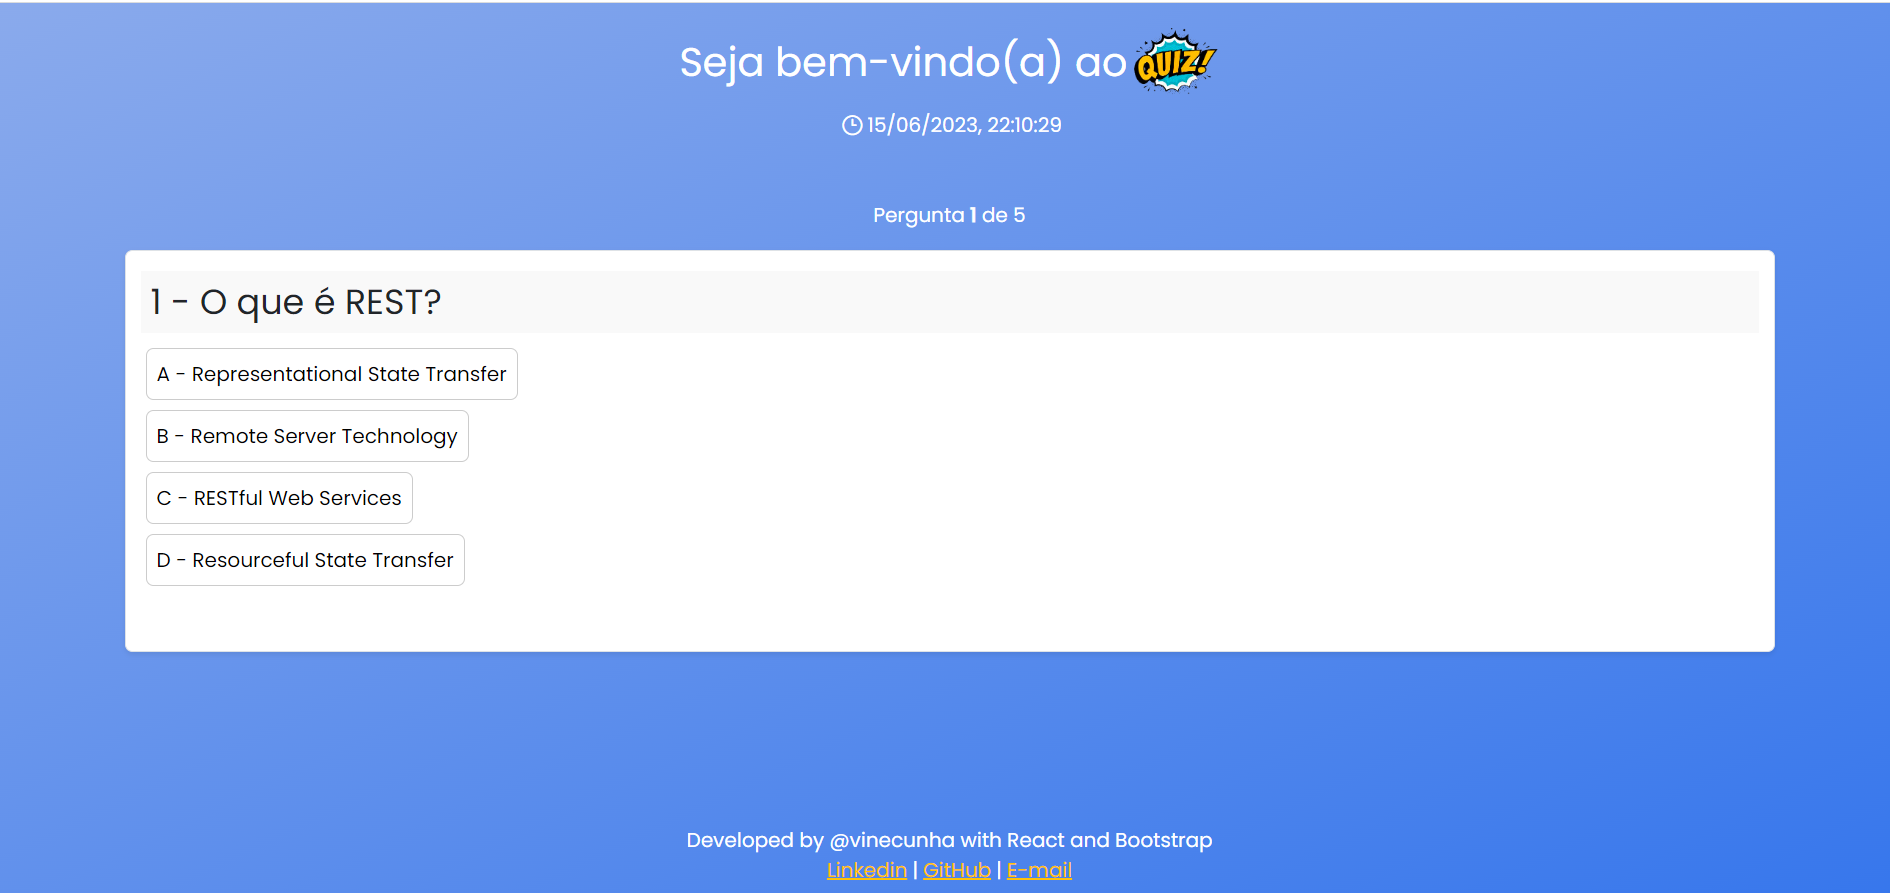 Seja bem-vindo(a) ao QUIZ!
15/06/2023, 22:10:29
Pergunta 1 de 5
1 - O que é REST?
A - Representational State Transfer
B - Remote Server Technology
C - RESTful Web Services
D - Resourceful State Transfer
Developed by @vinecunha with React and Bootstrap
Linkedin | GitHub | E-mail